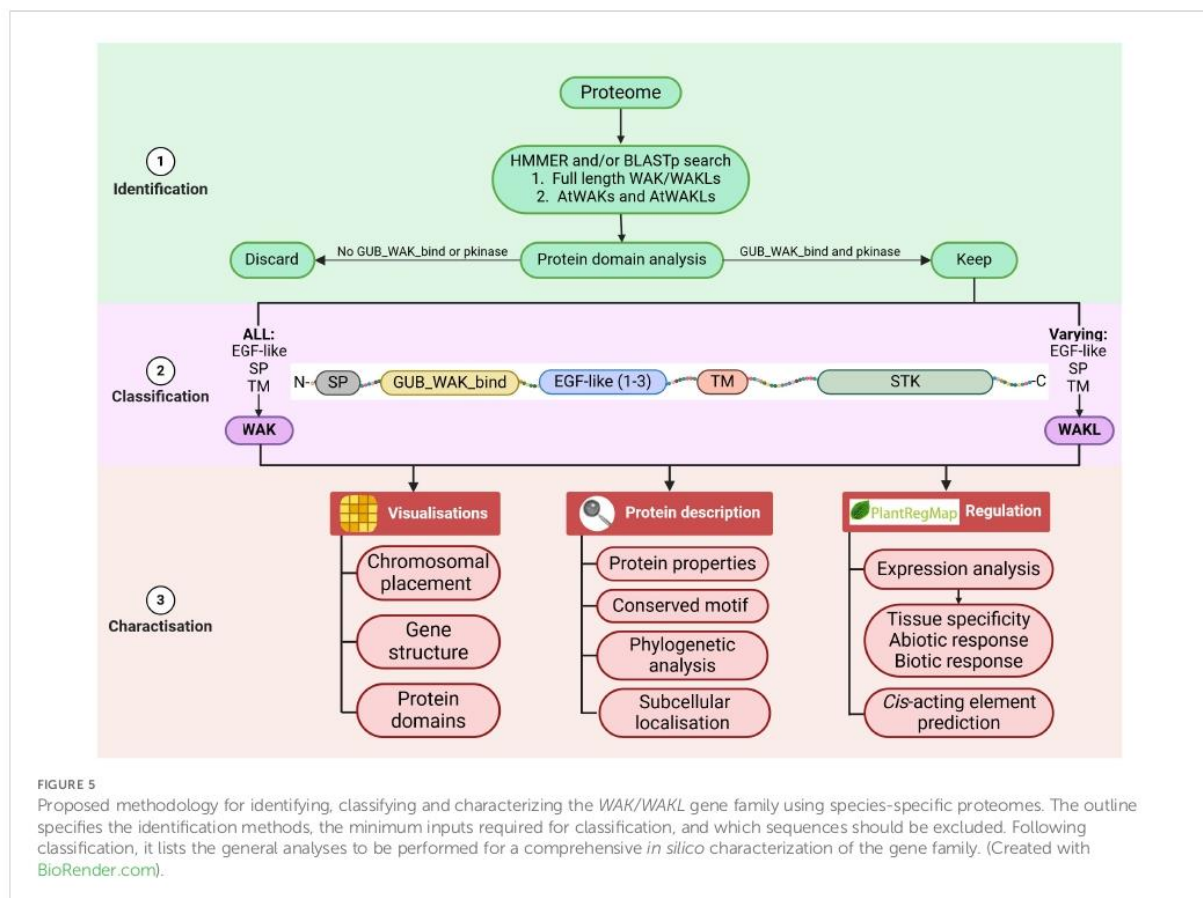 Proteome
HMMER and/or BLASTp search
1. Full length WAK/WAKLs
2. AtWAKs and AtWAKLs
1
Identification
Discard
No GUB_WAK_bind or pkinase
Protein domain analysis
GUB_WAK_bind and pkinase
Keep
2
Classification
ALL:
EGF-like
SP
TM
WAK
N-
SP
GUB_WAK_bind
EGF-like (1-3)
TM
STK
-C
Varying:
EGF-like
SP
TM
WAKL
3
Charactisation
Visualisations
Chromosomal
placement
Gene
structure
Protein
domains
Protein description
Protein properties
Conserved motif
Phylogenetic
analysis
Subcellular
localisation
PlantRegMap
Regulation
Expression analysis
Tissue specificity
Abiotic response
Biotic response
Cis-acting element
prediction
FIGURE 5
Proposed methodology for identifying, classifying and characterizing the WAK/WAKL gene family using species-specific proteomes. The outline
specifies the identification methods, the minimum inputs required for classification, and which sequences should be excluded. Following
classification, it lists the general analyses to be performed for a comprehensive in silico characterization of the gene family. (Created with
BioRender.com).